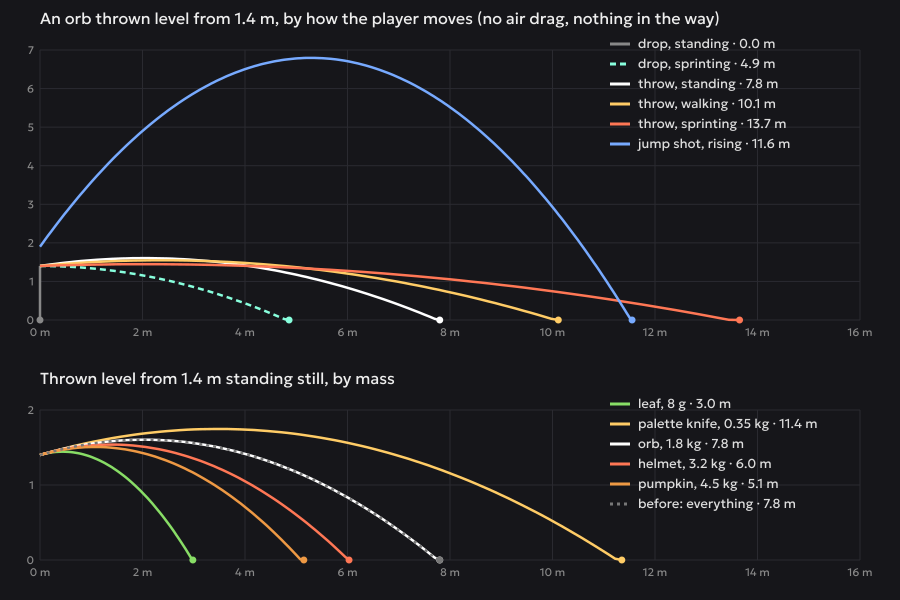 An orb thrown level from 1.4 m, by how the player moves (no air drag, nothing in the way)
drop, standing · 0.0 m
drop, sprinting · 4.9 m
throw, standing · 7.8 m
throw, walking · 10.1 m
throw, sprinting · 13.7 m
jump shot, rising · 11.6 m
7
6
5
4
3
2
1
0
0 m 2 m 4 m 6 m 8 m 10 m 12 m 14 m 16 m
Thrown level from 1.4 m standing still, by mass
leaf, 8 g · 3.0 m
palette knife, 0.35 kg · 11.4 m
orb, 1.8 kg · 7.8 m
helmet, 3.2 kg · 6.0 m
pumpkin, 4.5 kg · 5.1 m
before: everything · 7.8 m
2
1
0
0 m 2 m 4 m 6 m 8 m 10 m 12 m 14 m 16 m